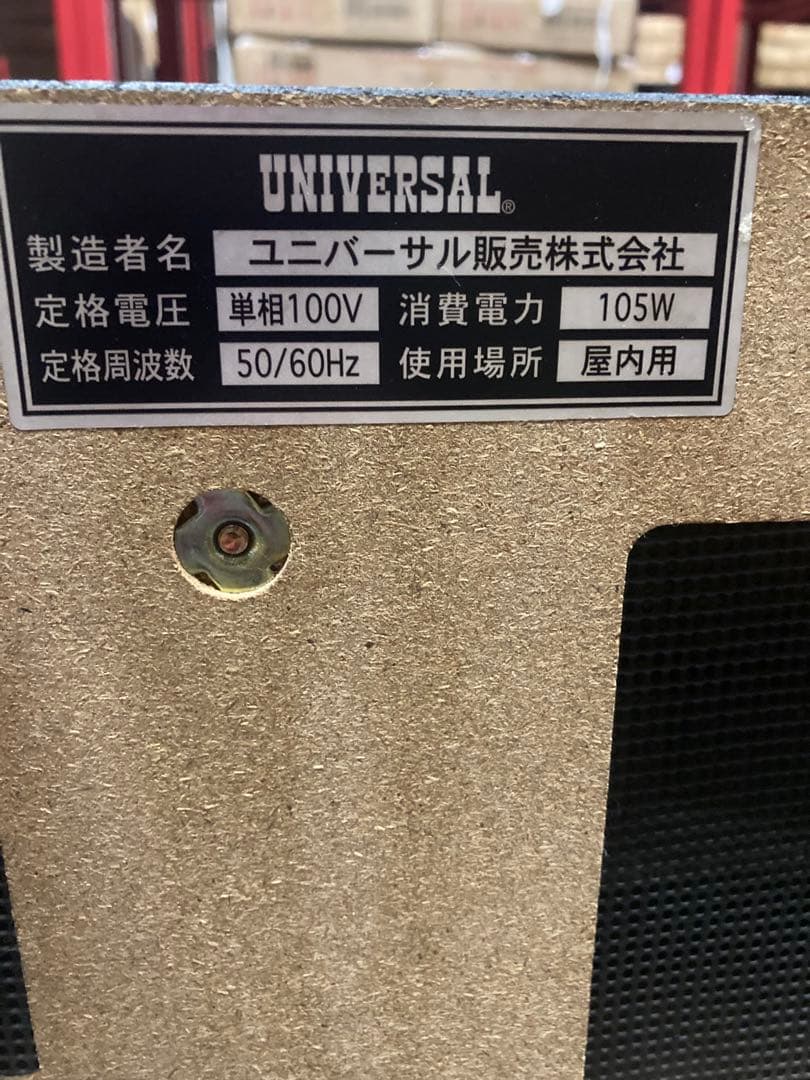 UNIVERSAL®
製造者名 ユニバーサル販売株式会社
定格電圧 単相100V 消費電力 105W
定格周波数 50/60Hz 使用場所 屋内用